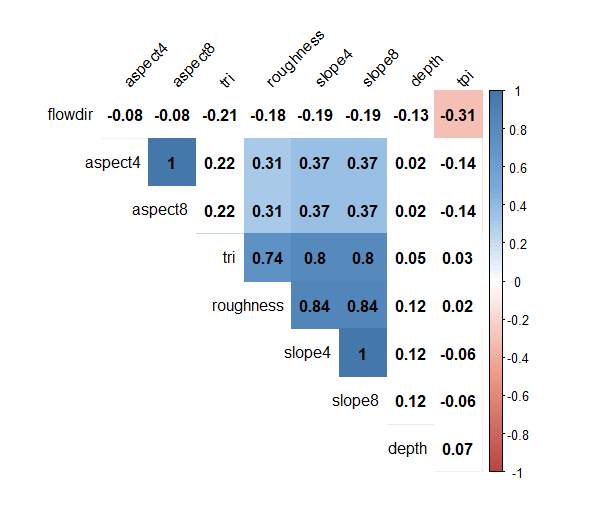 aspect4 aspect8 tri roughness slope4 slope8 depth tpi
flowdir -0.08 -0.08 -0.21 -0.18 -0.19 -0.19 -0.13 -0.31
aspect4 1 0.22 0.31 0.37 0.37 0.02 -0.14
aspect8 0.22 0.31 0.37 0.37 0.02 -0.14
tri 0.74 0.8 0.8 0.05 0.03
roughness 0.84 0.84 0.12 0.02
slope4 1 0.12 -0.06
slope8 0.12 -0.06
depth 0.07
1
0.8
0.6
0.4
0.2
0
-0.2
-0.4
-0.6
-0.8
-1